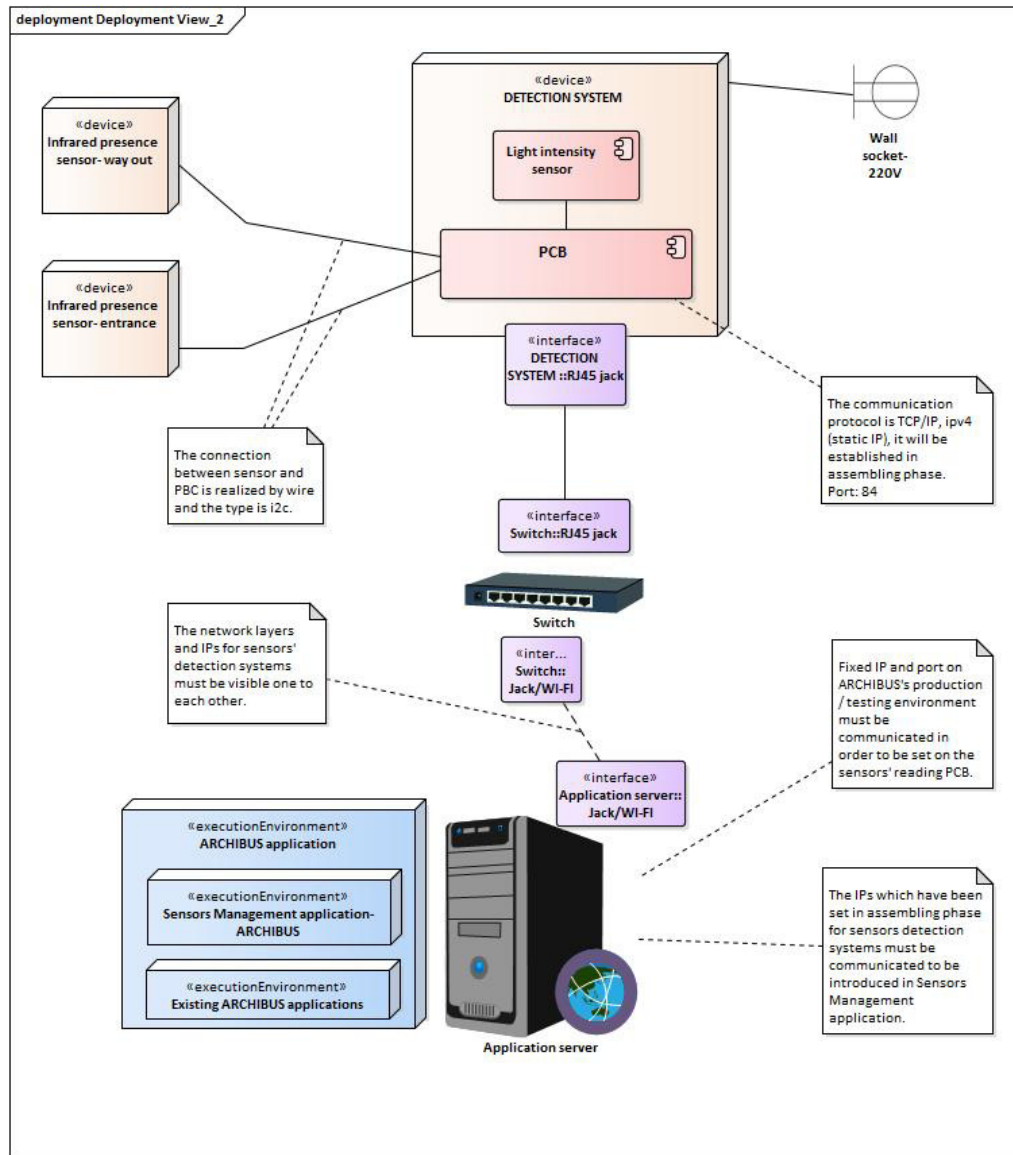 deployment Deployment View_2
«device»
DETECTION SYSTEM
Light intensity
sensor
PCB
Wall
socket-
220V
«device»
Infrared presence
sensor- way out
«device»
Infrared presence
sensor- entrance
«interface»
DETECTION
SYSTEM ::RJ45 jack
The communication
protocol is TCP/IP, ipv4
(static IP), it will be
established in
assembling phase.
Port: 84
The connection
between sensor and
PBC is realized by wire
and the type is i2c.
«interface»
Switch::RJ45 jack
Switch
The network layers
and IPs for sensors'
detection systems
must be visible one to
each other.
«inter...
Switch::
Jack/WI-FI
Fixed IP and port on
ARCHIBUS's production
/ testing environment
must be
communicated in
order to be set on the
sensors' reading PCB.
«interface»
Application server::
Jack/WI-FI
«executionEnvironment»
ARCHIBUS application
«executionEnvironment»
Sensors Management application-
ARCHIBUS
«executionEnvironment»
Existing ARCHIBUS applications
The IPs which have been
set in assembling phase
for sensors detection
systems must be
communicated to be
introduced in Sensors
Management
application.
Application server